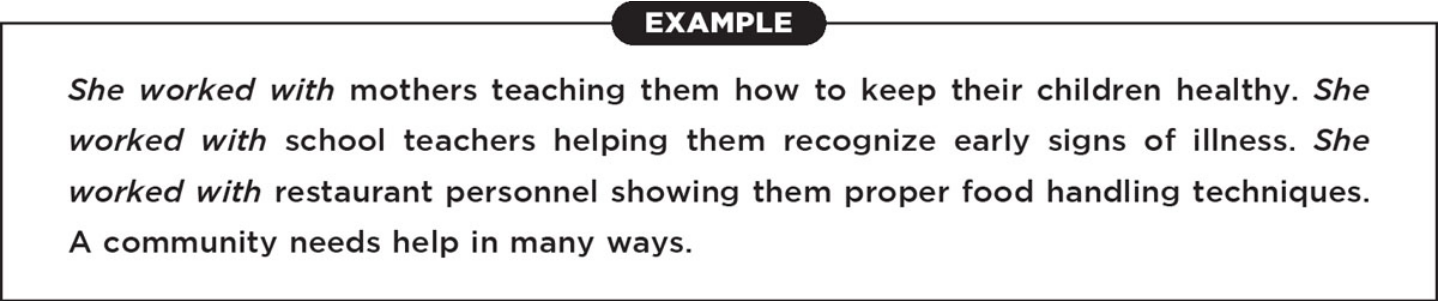 EXAMPLE
She worked with mothers teaching them how to keep their children healthy. She
worked with school teachers helping them recognize early signs of illness. She
worked with restaurant personnel showing them proper food handling techniques.
A community needs help in many ways.